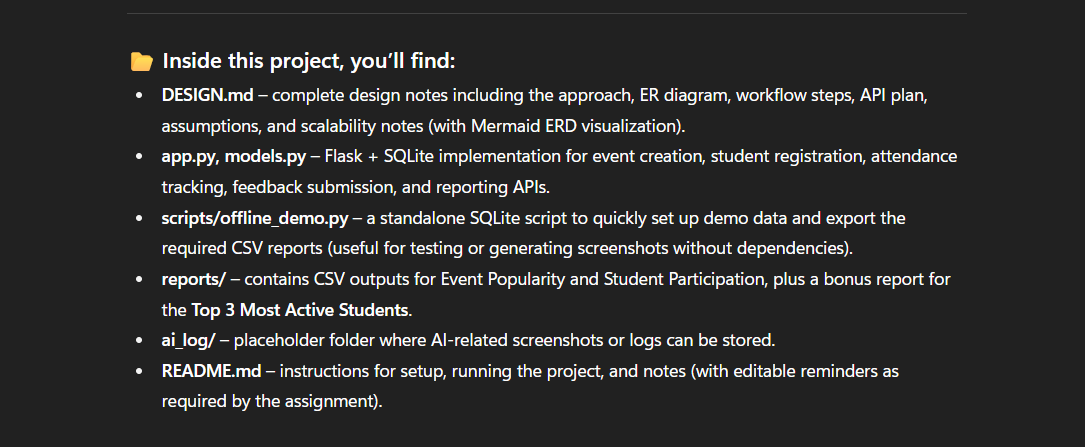 📂 Inside this project, you’ll find:
• DESIGN.md – complete design notes including the approach, ER diagram, workflow steps, API plan,
assumptions, and scalability notes (with Mermaid ERD visualization).
• app.py, models.py – Flask + SQLite implementation for event creation, student registration, attendance
tracking, feedback submission, and reporting APIs.
• scripts/offline_demo.py – a standalone SQLite script to quickly set up demo data and export the
required CSV reports (useful for testing or generating screenshots without dependencies).
• reports/ – contains CSV outputs for Event Popularity and Student Participation, plus a bonus report for
the Top 3 Most Active Students.
• ai_log/ – placeholder folder where AI-related screenshots or logs can be stored.
• README.md – instructions for setup, running the project, and notes (with editable reminders as
required by the assignment).